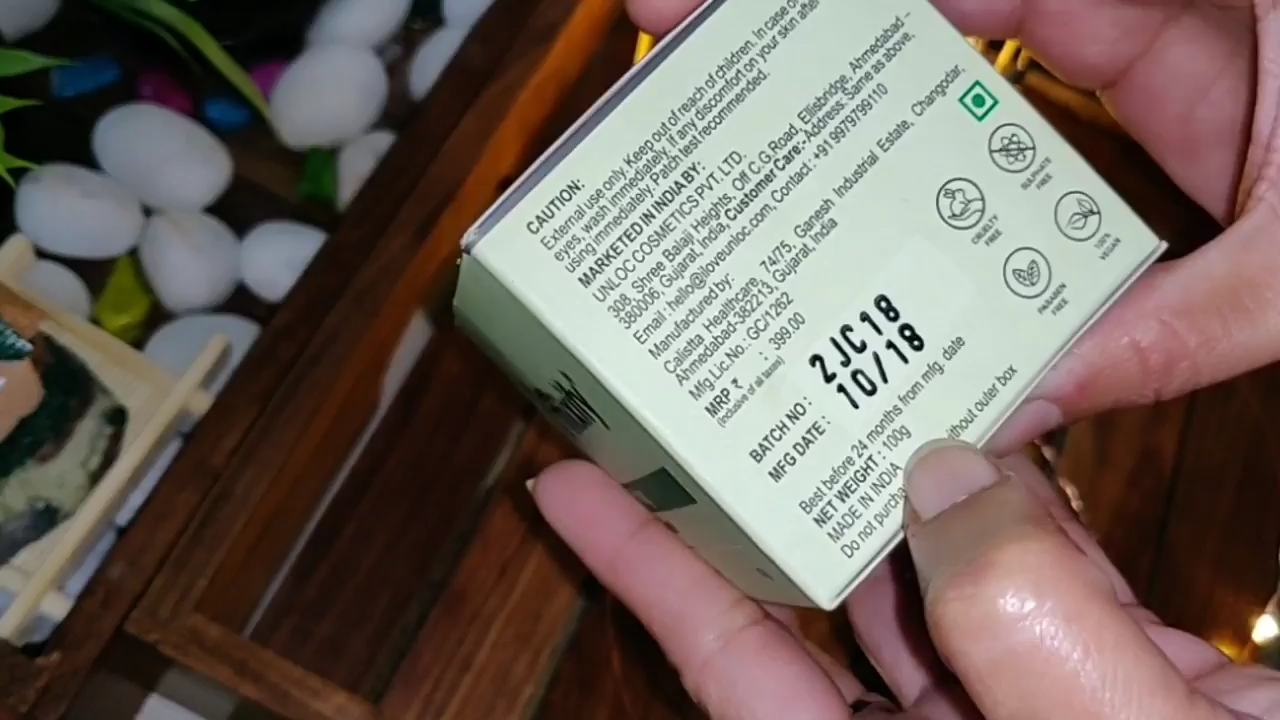 CAUTION:
External use only. Keep out of reach of children. In case of
eyes, wash immediately. If any discomfort on your skin after
using immediately. Patch test recommended.
MARKETED IN INDIA BY:
UNLOC COSMETICS PVT. LTD.
308, Shree Balaji Heights, Off C.G.Road, Ellisbridge, Ahmedabad -
380006, Gujarat, India, Customer Care:-Address: Same as above,
Email : hello@iloveunloc.com, Contact : +91 9979799110
Manufactured by:
Calistta Healthcare, 74/75, Ganesh Industrial Estate, Changodar,
Ahmedabad-382213 Gujarat, India
Mfg.Lic.No.: GC/1262
MRP ₹ : 399.00
(Inclusive of all taxes)
BATCH NO : 2JC18
MFG DATE : 10/18
Best before 24 months from mfg. date
NET WEIGHT : 100g
MADE IN INDIA
Do not purcha without outer box
SULPHATE
FREE
CRUELTY
FREE
100%
VEGAN
PARABEN
FREE